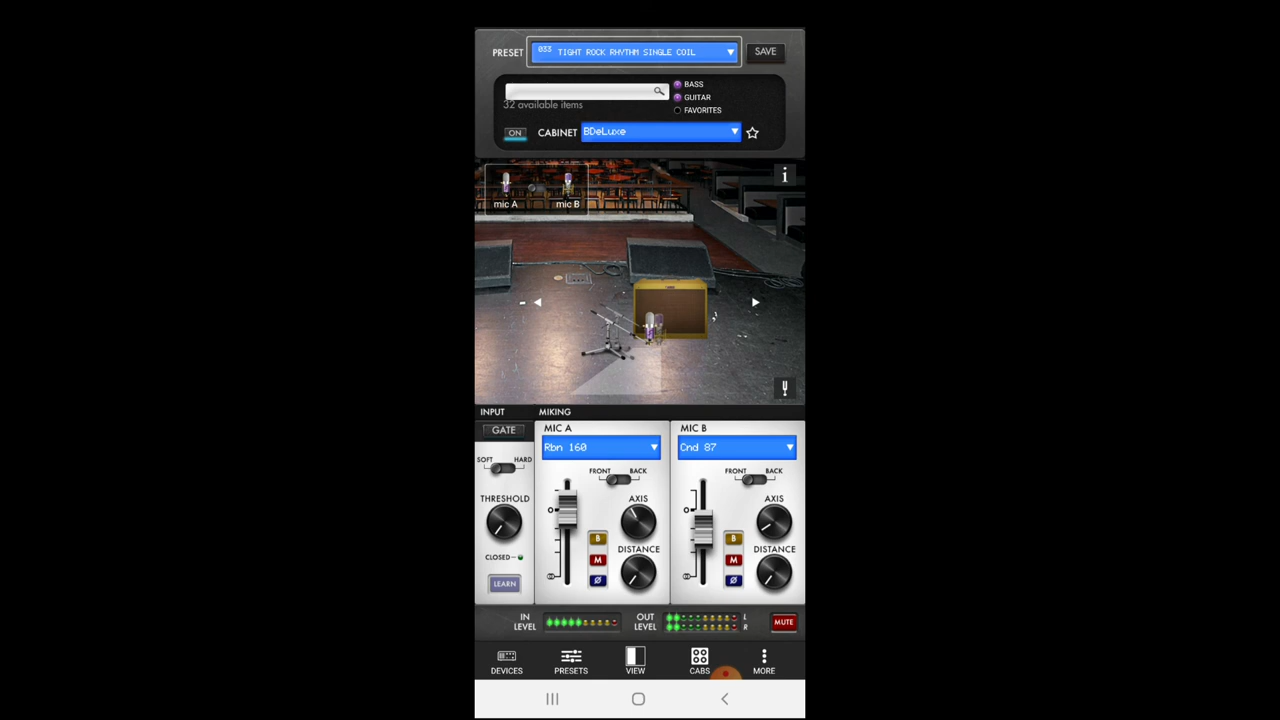 PRESET
033 TIGHT ROCK RHYTHM SINGLE COIL
SAVE
BASS
GUITAR
32 available items
FAVORITES
ON
CABINET
BDeLuxe
i
mic A
mic B
INPUT
MIKING
GATE
MIC A
MIC B
Rbn 160
Cnd 87
SOFT
HARD
FRONT
BACK
FRONT
BACK
THRESHOLD
AXIS
AXIS
0
0
B
B
CLOSED
DISTANCE
DISTANCE
M
M
LEARN
Ø
Ø
IN LEVEL
OUT LEVEL
L
R
MUTE
DEVICES
PRESETS
VIEW
CABS
MORE